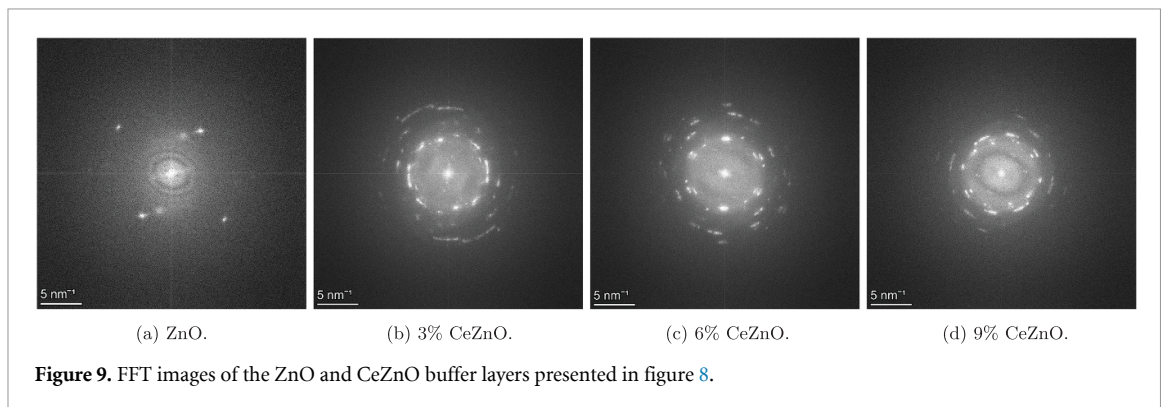 5 nm⁻¹ 5 nm⁻¹ 5 nm⁻¹ 5 nm⁻¹
(a) ZnO. (b) 3% CeZnO. (c) 6% CeZnO. (d) 9% CeZnO.
Figure 9. FFT images of the ZnO and CeZnO buffer layers presented in figure 8.